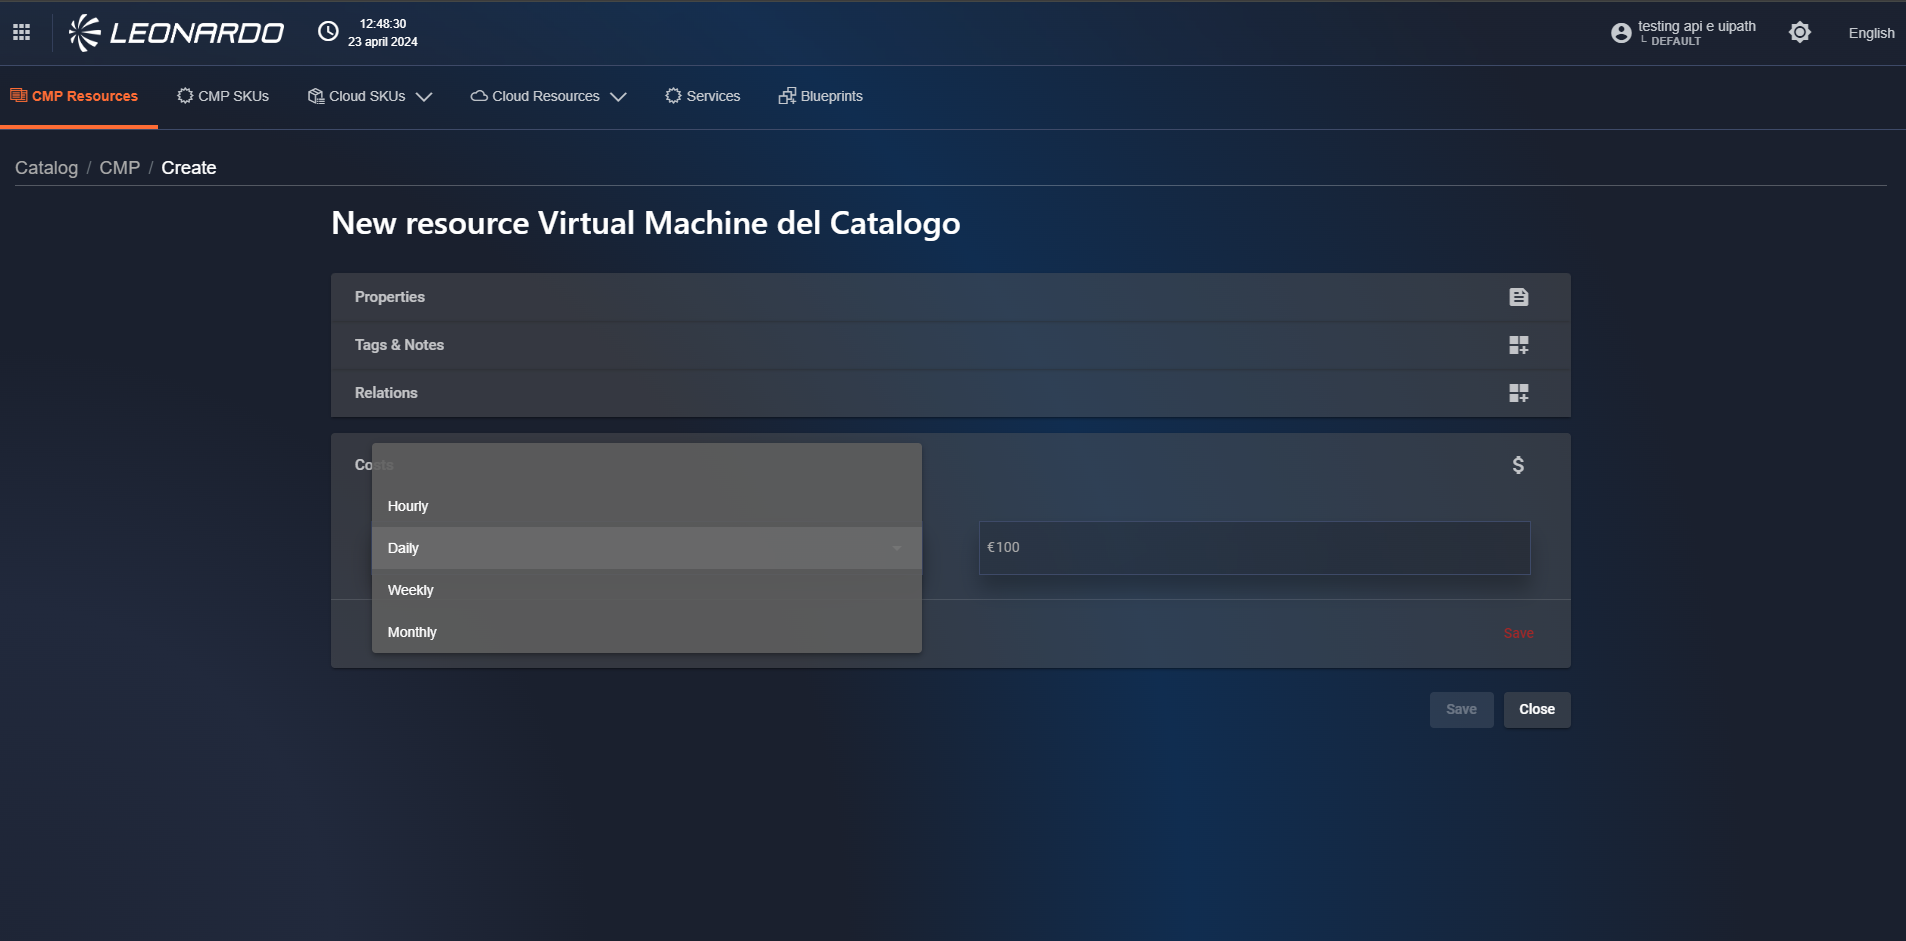 LEONARDO
12:48:30
23 april 2024
testing api e uipath
└ DEFAULT
English
CMP Resources
CMP SKUs
Cloud SKUs
Cloud Resources
Services
Blueprints
Catalog / CMP / Create
New resource Virtual Machine del Catalogo
Properties
Tags & Notes
Relations
Costs
$
Hourly
Daily
€100
Weekly
Monthly
Save
Save
Close